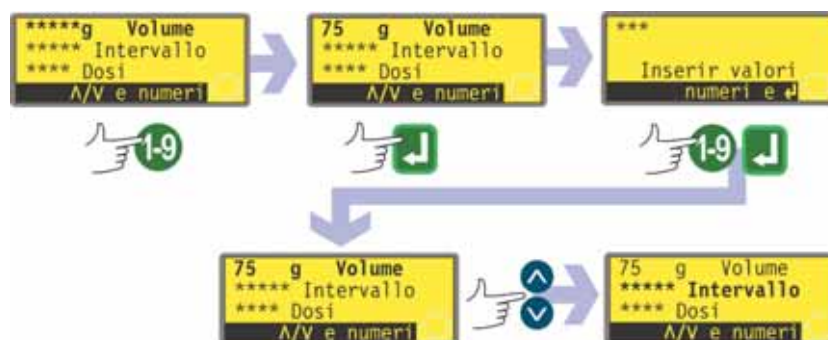 *****g Volume
***** Intervallo
**** Dosi
Λ/V e numeri
75 g Volume
***** Intervallo
**** Dosi
Λ/V e numeri
***
Inserir valori
numeri e ↲
1-9
1-9
75 g Volume
***** Intervallo
**** Dosi
Λ/V e numeri
75 g Volume
***** Intervallo
**** Dosi
Λ/V e numeri